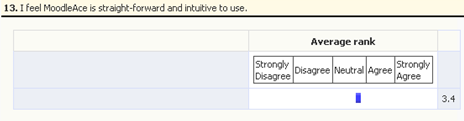 13. I feel MoodleAce is straight-forward and intuitive to use.
Average rank
Strongly Disagree Disagree Neutral Agree Strongly Agree
3.4